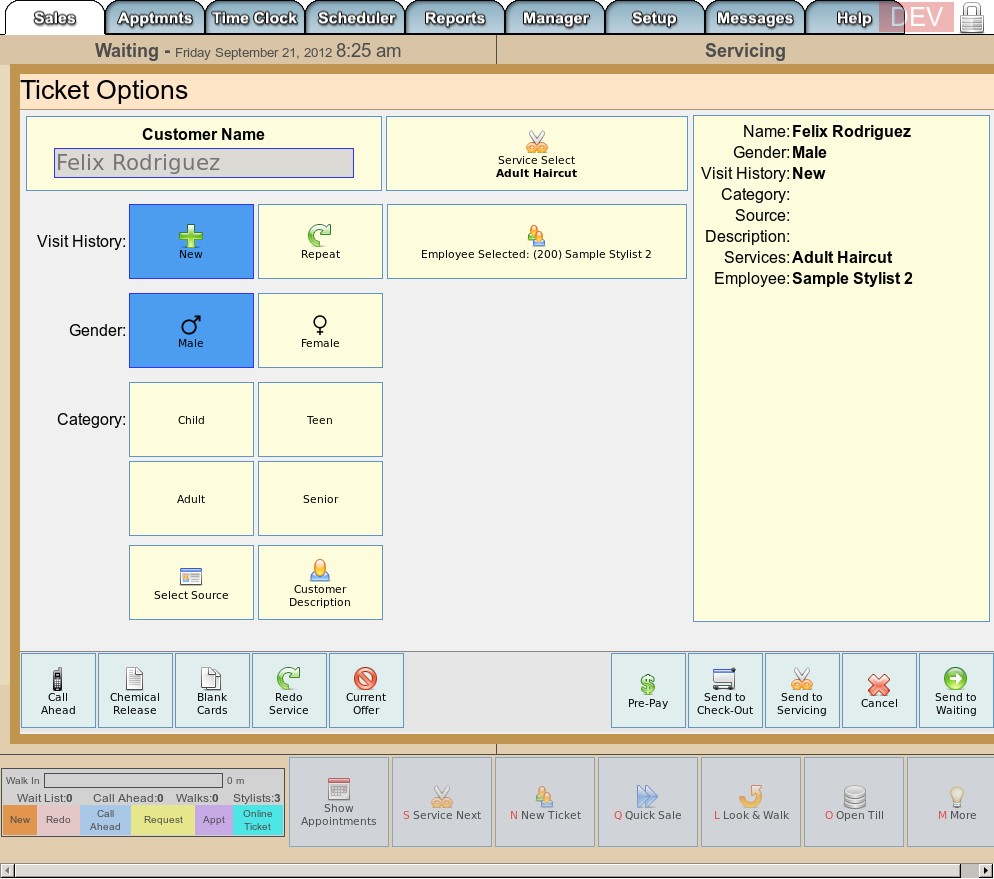 Sales Apptmnts Time Clock Scheduler Reports Manager Setup Messages Help DEV
Waiting - Friday September 21, 2012 8:25 am
Servicing
Ticket Options
Customer Name
Felix Rodriguez
Service Select
Adult Haircut
Visit History:
New
Repeat
Employee Selected: (200) Sample Stylist 2
Gender:
Male
Female
Category:
Child
Teen
Adult
Senior
Select Source
Customer
Description
Name: Felix Rodriguez
Gender: Male
Visit History: New
Category:
Source:
Description:
Services: Adult Haircut
Employee: Sample Stylist 2
Call
Ahead
Chemical
Release
Blank
Cards
Redo
Service
Current
Offer
Pre-Pay
Send to
Check-Out
Send to
Servicing
Cancel
Send to
Waiting
Walk In 0 m
Wait List:0 Call Ahead:0 Walks:0 Stylists:3
New
Redo
Call
Ahead
Request
Appt
Online
Ticket
Show
Appointments
S Service Next
N New Ticket
Q Quick Sale
L Look & Walk
O Open Till
M More